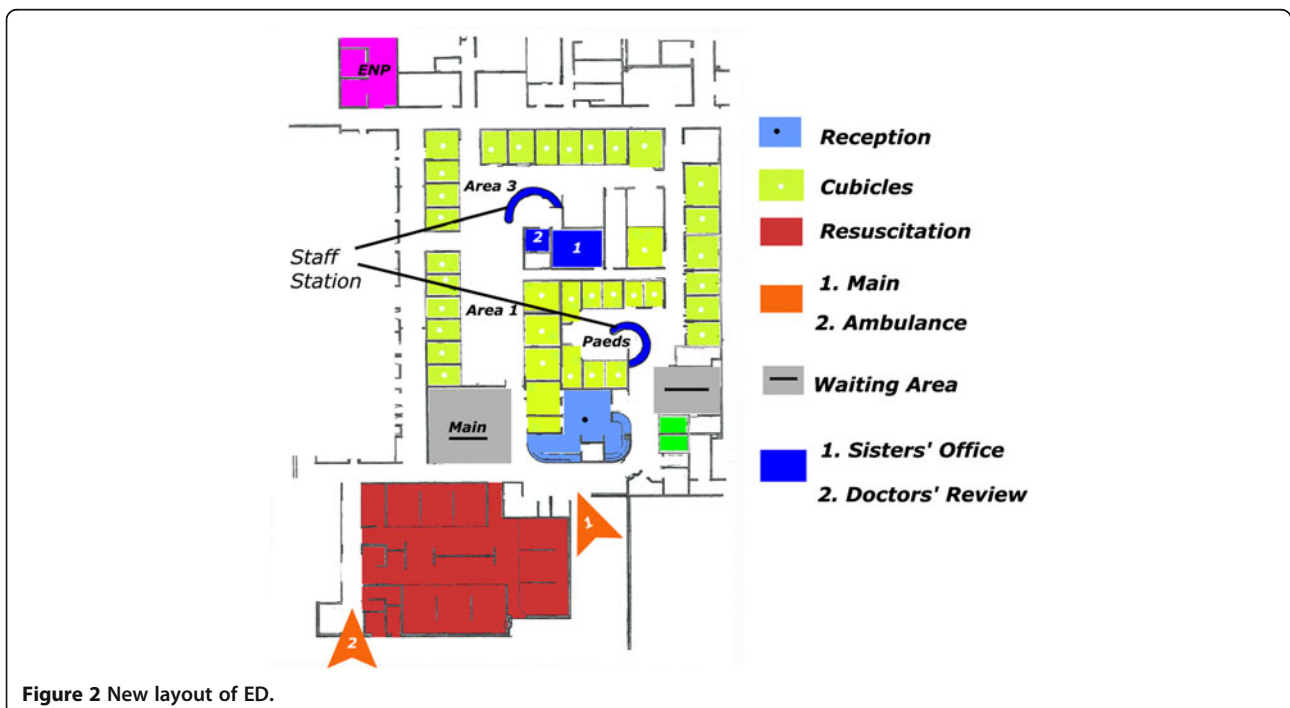 ENP
Reception
Cubicles
Area 3
Resuscitation
2
1
Staff
Station
1. Main
2. Ambulance
Area 1
Paeds
Waiting Area
Main
1. Sisters' Office
2. Doctors' Review
1
2
Figure 2 New layout of ED.